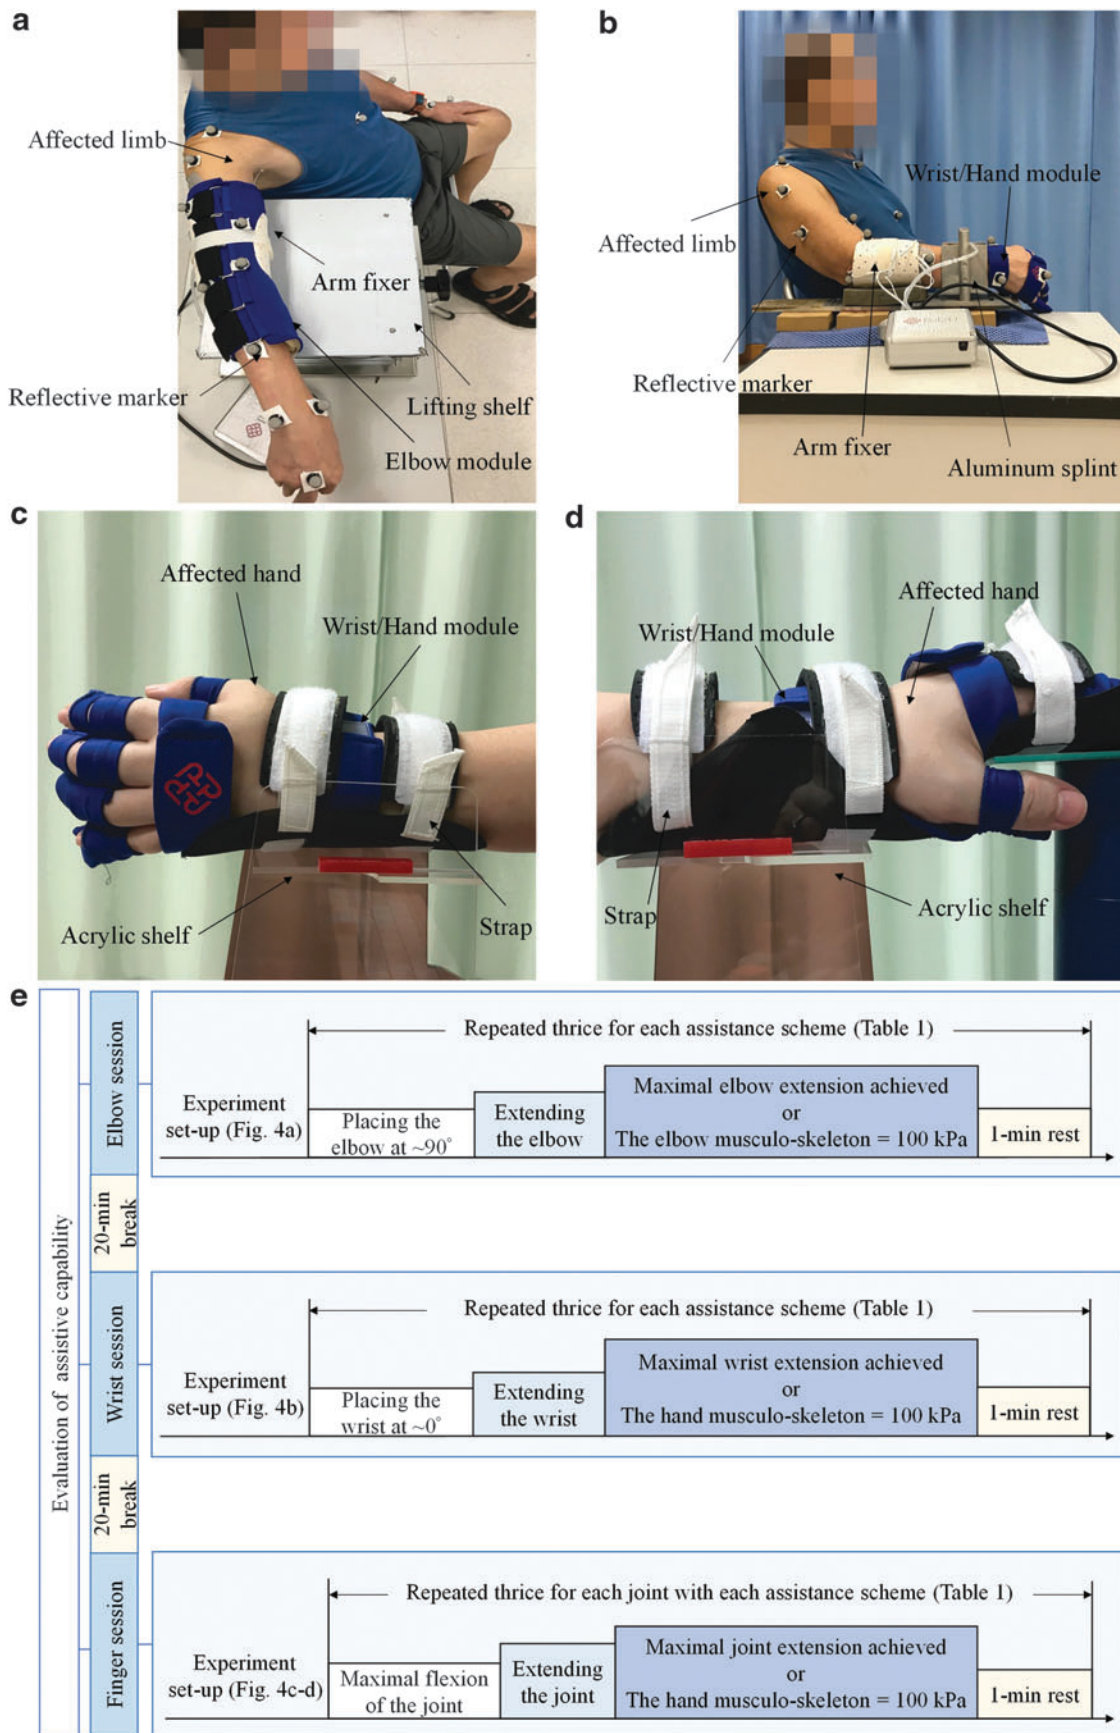 a
Affected limb
Arm fixer
Reflective marker
Lifting shelf
Elbow module
b
Wrist/Hand module
Affected limb
Reflective marker
Arm fixer
Aluminum splint
c
Affected hand
Wrist/Hand module
Acrylic shelf
Strap
d
Affected hand
Wrist/Hand module
Strap
Acrylic shelf
e
Evaluation of assistive capability
Elbow session
Repeated thrice for each assistance scheme (Table 1)
Experiment
set-up (Fig. 4a)
Placing the
elbow at ~90°
Extending
the elbow
Maximal elbow extension achieved
or
The elbow musculo-skeleton = 100 kPa
1-min rest
20-min
break
Wrist session
Repeated thrice for each assistance scheme (Table 1)
Experiment
set-up (Fig. 4b)
Placing the
wrist at ~0°
Extending
the wrist
Maximal wrist extension achieved
or
The hand musculo-skeleton = 100 kPa
1-min rest
20-min
break
Finger session
Repeated thrice for each joint with each assistance scheme (Table 1)
Experiment
set-up (Fig. 4c-d)
Maximal flexion
of the joint
Extending
the joint
Maximal joint extension achieved
or
The hand musculo-skeleton = 100 kPa
1-min rest